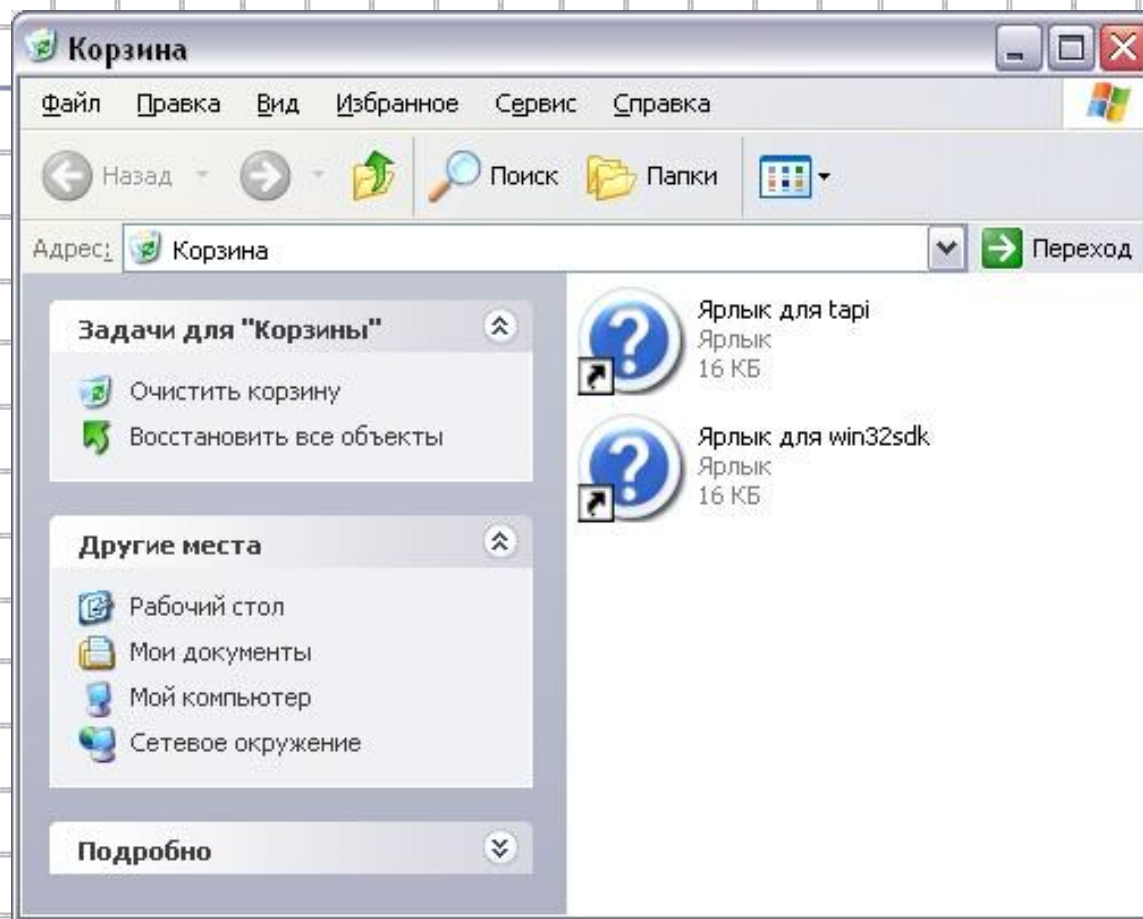 Корзина
Файл Правка Вид Избранное Сервис Справка
Назад Поиск Папки
Адрес: Корзина Переход
Задачи для "Корзины"
Очистить корзину
Восстановить все объекты
Другие места
Рабочий стол
Мои документы
Мой компьютер
Сетевое окружение
Подробно
Ярлык для tapi
Ярлык
16 КБ
Ярлык для win32sdk
Ярлык
16 КБ